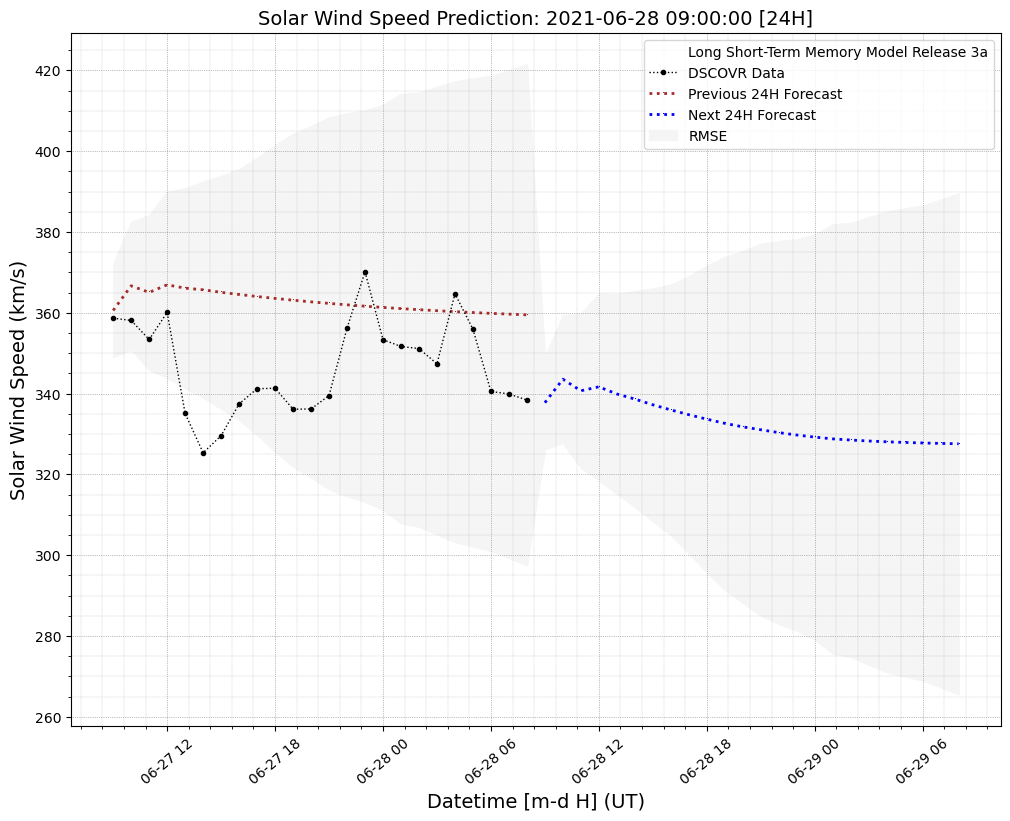 Solar Wind Speed Prediction: 2021-06-28 09:00:00 [24H]
Long Short-Term Memory Model Release 3a
DSCOVR Data
Previous 24H Forecast
Next 24H Forecast
RMSE
Solar Wind Speed (km/s)
420
400
380
360
340
320
300
280
260
06-27 12
06-27 18
06-28 00
06-28 06
06-28 12
06-28 18
06-29 00
06-29 06
Datetime [m-d H] (UT)